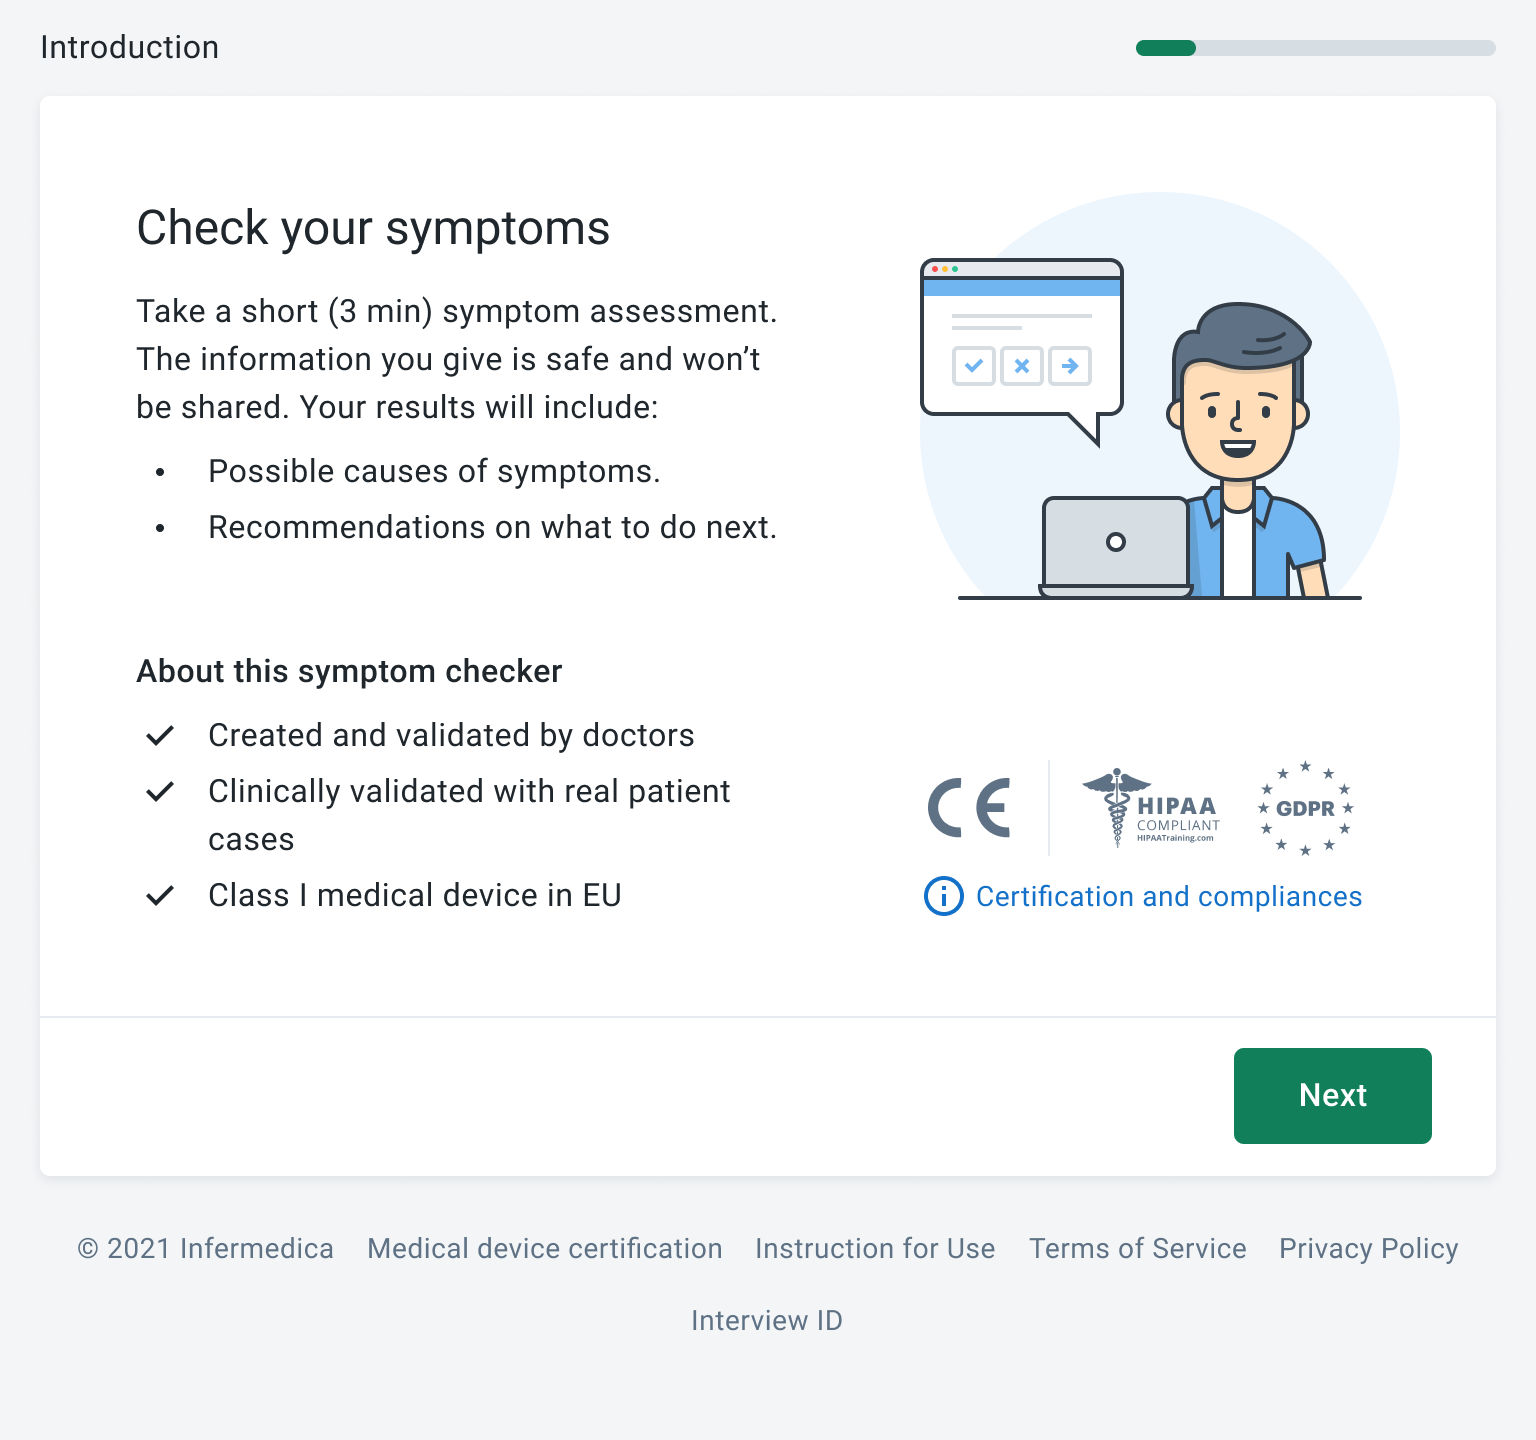 Introduction
Check your symptoms
Take a short (3 min) symptom assessment.
The information you give is safe and won’t
be shared. Your results will include:
• Possible causes of symptoms.
• Recommendations on what to do next.
About this symptom checker
Created and validated by doctors
Clinically validated with real patient
cases
Class I medical device in EU
CE
HIPAA
COMPLIANT
HIPAATraining.com
GDPR
Certification and compliances
Next
© 2021 Infermedica Medical device certification Instruction for Use Terms of Service Privacy Policy
Interview ID